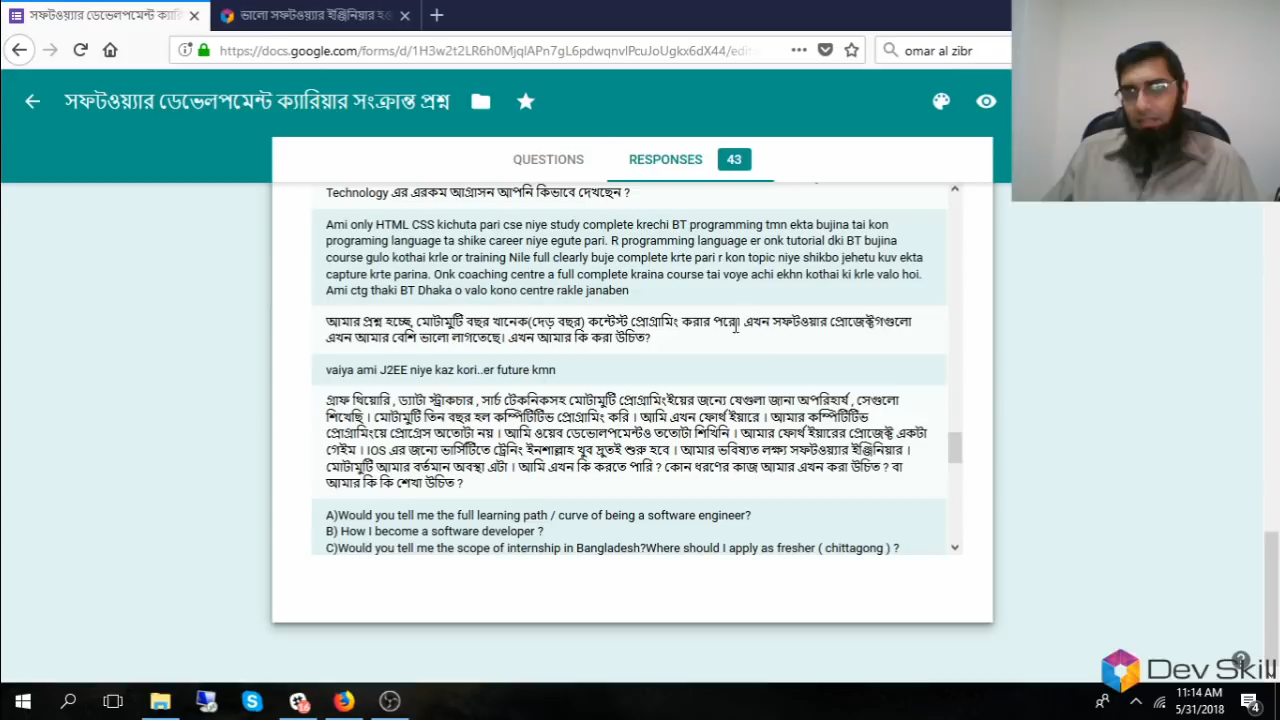 সফটওয়্যার ডেভেলপমেন্ট ক্যারি
ভালো সফটওয়্যার ইঞ্জিনিয়ার হও
https://docs.google.com/forms/d/1H3w2t2LR6h0MjqlAPn7gL6pdwqnvlPcuJoUgkx6dX44/edit
omar al zibr
সফটওয়্যার ডেভেলপমেন্ট ক্যারিয়ার সংক্রান্ত প্রশ্ন
QUESTIONS RESPONSES 43
Technology এর এরকম আগ্রাসন আপনি কিভাবে দেখছেন ?
Ami only HTML CSS kichuta pari cse niye study complete krechi BT programming tmn ekta bujina tai kon
programing language ta shike career niye egute pari. R programming language er onk tutorial dki BT bujina
course gulo kothai krle or training Nile full clearly buje complete krte pari r kon topic niye shikbo jehetu kuv ekta
capture krte parina. Onk coaching centre a full complete kraina course tai voye achi ekhn kothai ki krle valo hoi.
Ami ctg thaki BT Dhaka o valo kono centre rakle janaben
আমার প্রশ্ন হচ্ছে, মোটামুটি বছর খানেক(দেড় বছর) কন্টেস্ট প্রোগ্রামিং করার পরে। এখন সফটওয়ার প্রোজেক্টগগুলো
এখন আমার বেশি ভালো লাগতেছে। এখন আমার কি করা উচিত?
vaiya ami J2EE niye kaz kori..er future kmn
গ্রাফ থিয়োরি , ড্যাটা স্ট্রাকচার , সার্চ টেকনিকসহ মোটামুটি প্রোগ্রামিংইয়ের জন্যে যেগুলা জানা অপরিহার্য , সেগুলো
শিখেছি । মোটামুটি তিন বছর হল কম্পিটিটিভ প্রোগ্রামিং করি । আমি এখন ফোর্থ ইয়ারে । আমার কম্পিটিটিভ
প্রোগ্রামিংয়ে প্রোগ্রেস অতোটা নয় । আমি ওয়েব ডেভোলপমেন্টও ততোটা শিখিনি । আমার ফোর্থ ইয়ারের প্রোজেক্ট একটা
গেইম । IOS এর জন্যে ভার্সিটিতে ট্রেনিং ইনশাল্লাহ খুব দ্রুতই শুরু হবে । আমার ভবিষ্যত লক্ষ্য সফটওয়্যার ইঞ্জিনিয়ার ।
মোটামুটি আমার বর্তমান অবস্থা এটা । আমি এখন কি করতে পারি ? কোন ধরণের কাজ আমার এখন করা উচিত ? বা
আমার কি কি শেখা উচিত ?
A)Would you tell me the full learning path / curve of being a software engineer?
B) How I become a software developer ?
C)Would you tell me the scope of internship in Bangladesh?Where should I apply as fresher ( chittagong ) ?
Dev Skill
11:14 AM
5/31/2018
4